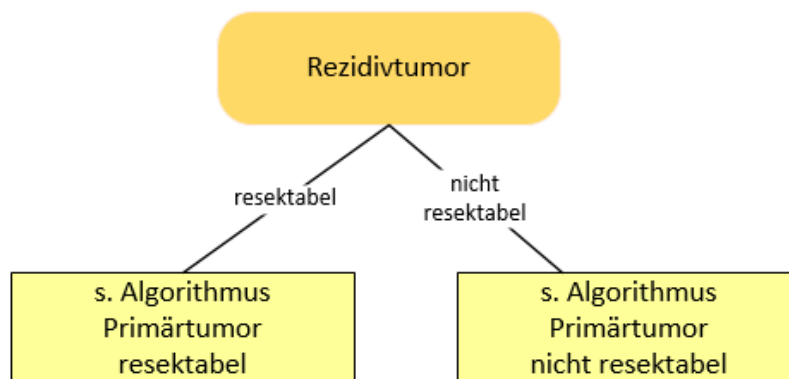 Rezidivtumor
resektabel
nicht
resektabel
s. Algorithmus
Primärtumor
resektabel
s. Algorithmus
Primärtumor
nicht resektabel